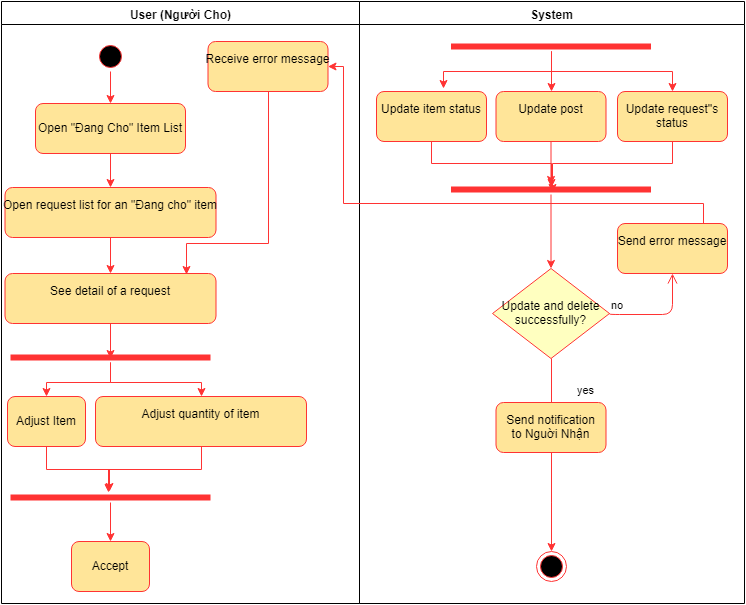 User (Người Cho)
System
Receive error message
Open "Đang Cho" Item List
Update item status
Update post
Update request"s
status
Open request list for an "Đang cho" item
Send error message
See detail of a request
Update and delete
successfully?
no
yes
Adjust Item
Adjust quantity of item
Send notification
to Người Nhận
Accept